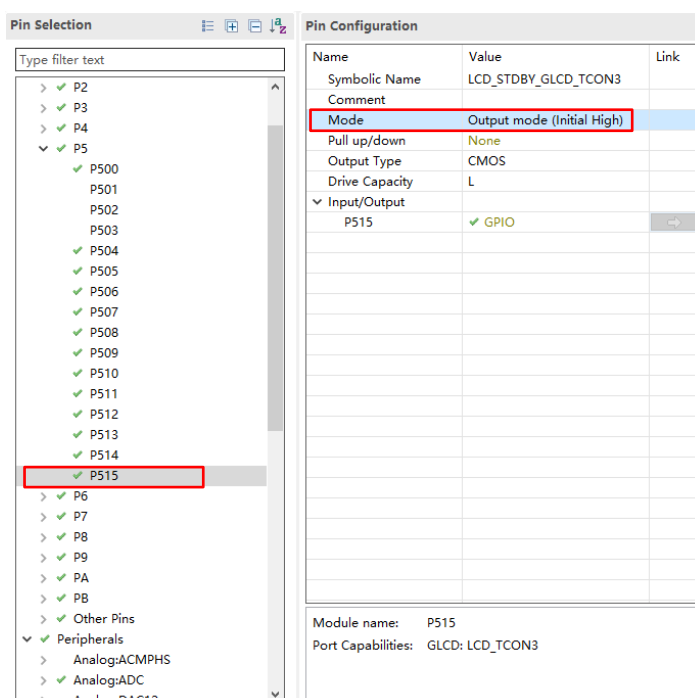 Pin Selection
Type filter text
P2
P3
P4
P5
P500
P501
P502
P503
P504
P505
P506
P507
P508
P509
P510
P511
P512
P513
P514
P515
P6
P7
P8
P9
PA
PB
Other Pins
Peripherals
Analog:ACMPHS
Analog:ADC
Analog:DAC12
Pin Configuration
Name Value Link
Symbolic Name LCD_STDBY_GLCD_TCON3
Comment
Mode Output mode (Initial High)
Pull up/down None
Output Type CMOS
Drive Capacity L
Input/Output
P515 GPIO
Module name: P515
Port Capabilities: GLCD: LCD_TCON3